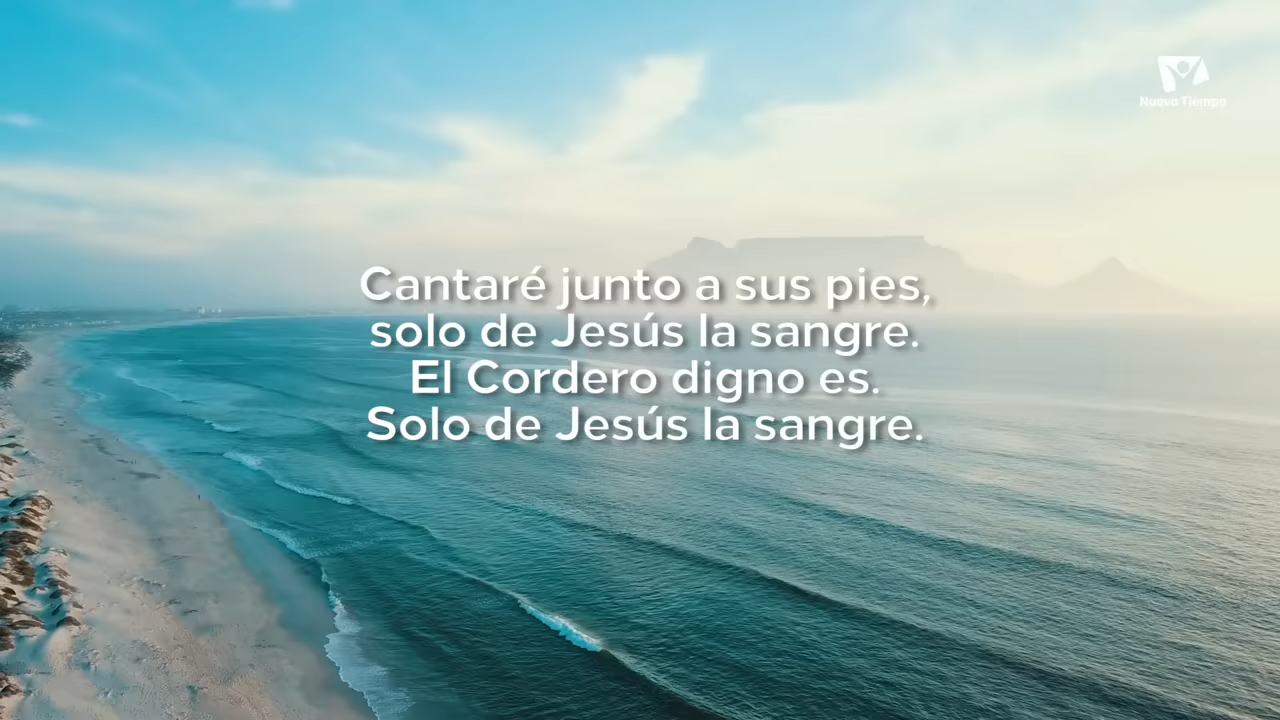 Nuevo Tiempo
Cantaré junto a sus pies,
solo de Jesús la sangre.
El Cordero digno es.
Solo de Jesús la sangre.